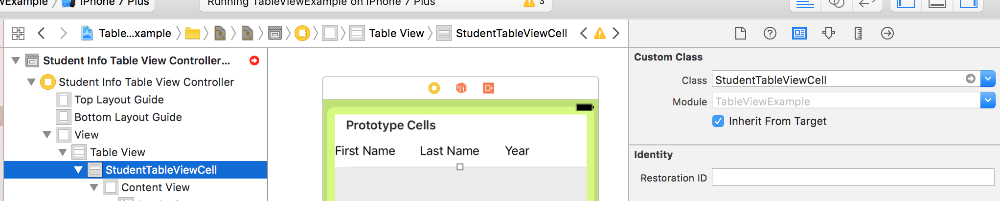 wExample iPhone 7 Plus
Running TableViewExample on iPhone 7 Plus 3
Table...xample Table View StudentTableViewCell
Student Info Table View Controller...
Student Info Table View Controller
Top Layout Guide
Bottom Layout Guide
View
Table View
StudentTableViewCell
Content View
Prototype Cells
First Name Last Name Year
Custom Class
Class StudentTableViewCell
Module TableViewExample
Inherit From Target
Identity
Restoration ID